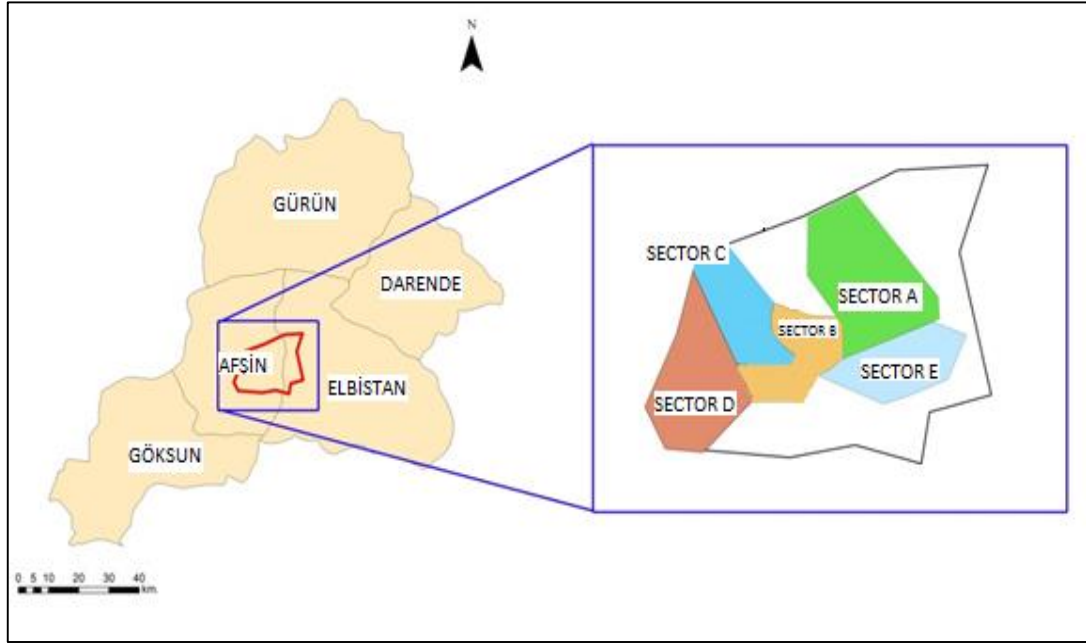 N
GÜRÜN
DARENDE
AFŞİN
ELBİSTAN
GÖKSUN
SECTOR C
SECTOR A
SECTOR B
SECTOR E
SECTOR D
0 5 10 20 30 40
km.